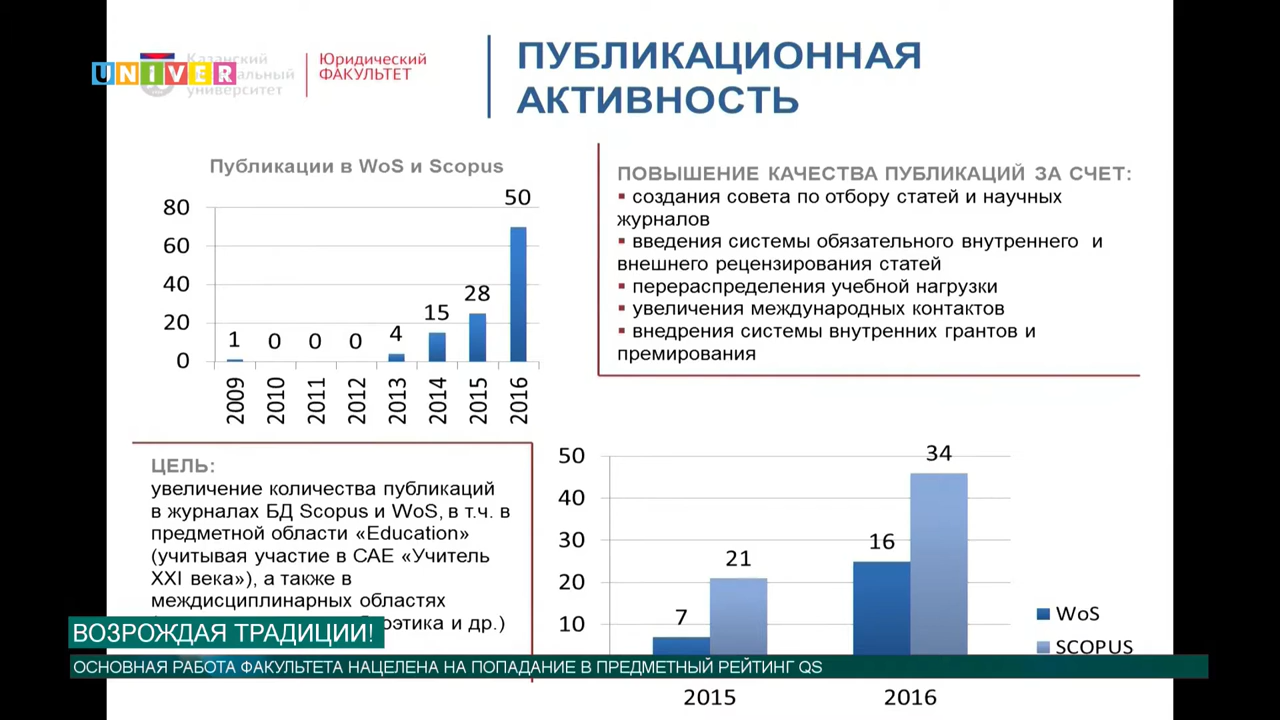 UNIVER
Казанский
университет
Юридический
ФАКУЛЬТЕТ
ПУБЛИКАЦИОННАЯ
АКТИВНОСТЬ
Публикации в WoS и Scopus
80
60
40
20
0
1
0
0
0
4
15
28
50
2009
2010
2011
2012
2013
2014
2015
2016
ПОВЫШЕНИЕ КАЧЕСТВА ПУБЛИКАЦИЙ ЗА СЧЕТ:
▪ создания совета по отбору статей и научных
журналов
▪ введения системы обязательного внутреннего и
внешнего рецензирования статей
▪ перераспределения учебной нагрузки
▪ увеличения международных контактов
▪ внедрения системы внутренних грантов и
премирования
ЦЕЛЬ:
увеличение количества публикаций
в журналах БД Scopus и WoS, в т.ч. в
предметной области «Education»
(учитывая участие в САЕ «Учитель
XXI века»), а также в
междисциплинарных областях
и др.)
50
40
30
20
10
7
21
16
34
WoS
SCOPUS
2015
2016
ВОЗРОЖДАЯ ТРАДИЦИИ!
ОСНОВНАЯ РАБОТА ФАКУЛЬТЕТА НАЦЕЛЕНА НА ПОПАДАНИЕ В ПРЕДМЕТНЫЙ РЕЙТИНГ QS